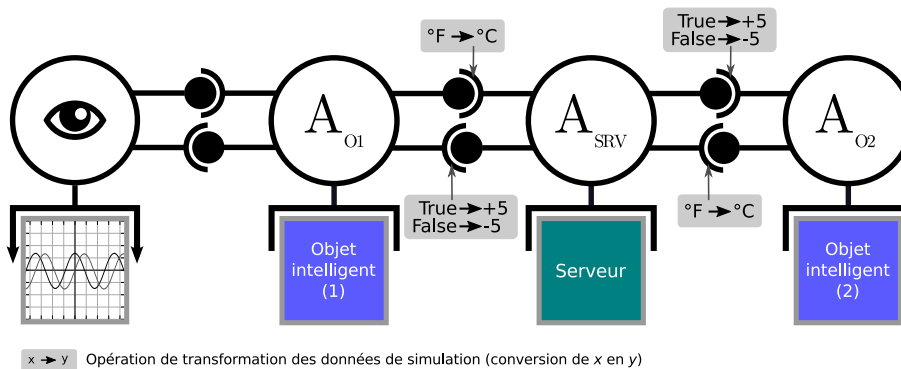 °F → °C
True → +5
False → -5
A O1
A SRV
A O2
True → +5
False → -5
°F → °C
Objet
intelligent
(1)
Serveur
Objet
intelligent
(2)
x → y Opération de transformation des données de simulation (conversion de x en y)